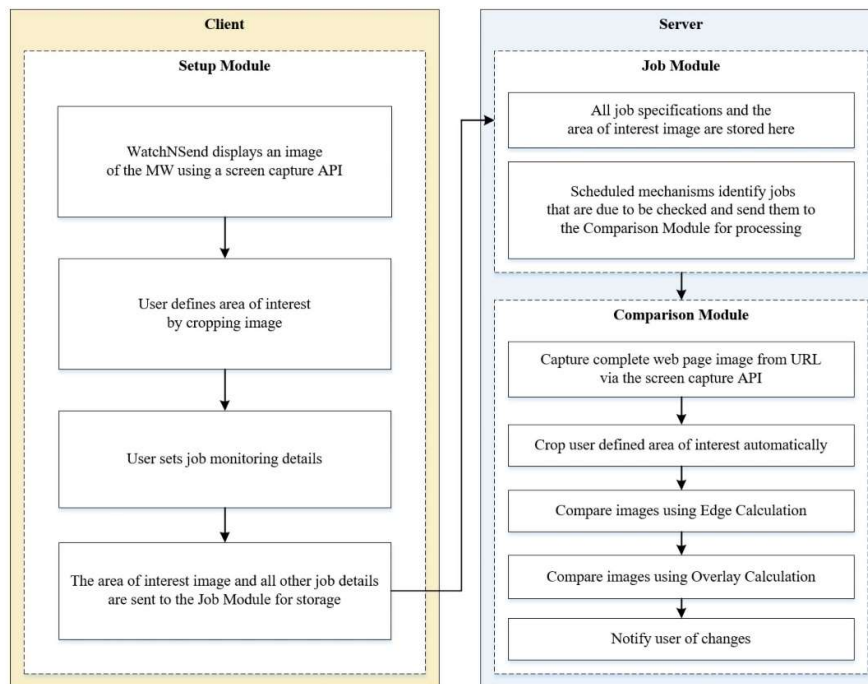 Client
Setup Module
WatchNSend displays an image
of the MW using a screen capture API
User defines area of interest
by cropping image
User sets job monitoring details
The area of interest image and all other job details
are sent to the Job Module for storage
Server
Job Module
All job specifications and the
area of interest image are stored here
Scheduled mechanisms identify jobs
that are due to be checked and send them to
the Comparison Module for processing
Comparison Module
Capture complete web page image from URL
via the screen capture API
Crop user defined area of interest automatically
Compare images using Edge Calculation
Compare images using Overlay Calculation
Notify user of changes